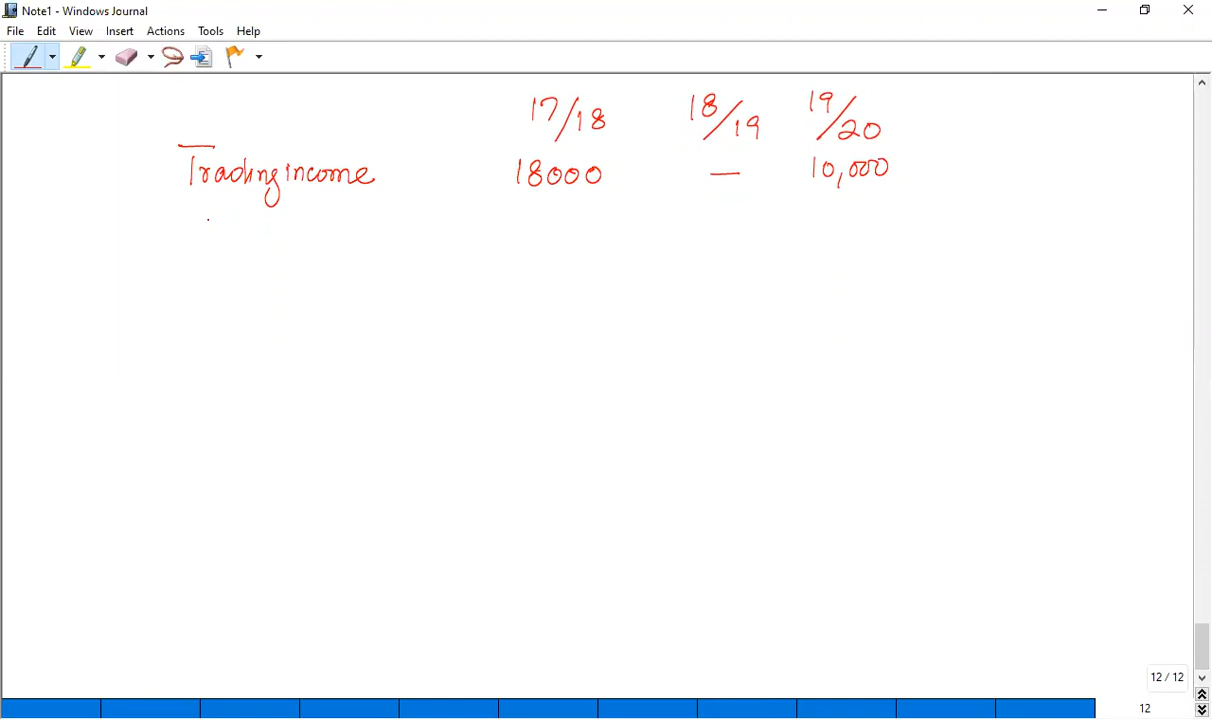 Note1 - Windows Journal
File Edit View Insert Actions Tools Help
17/18 18/19 19/20
Trading income 18000 — 10,000
12 / 12
12